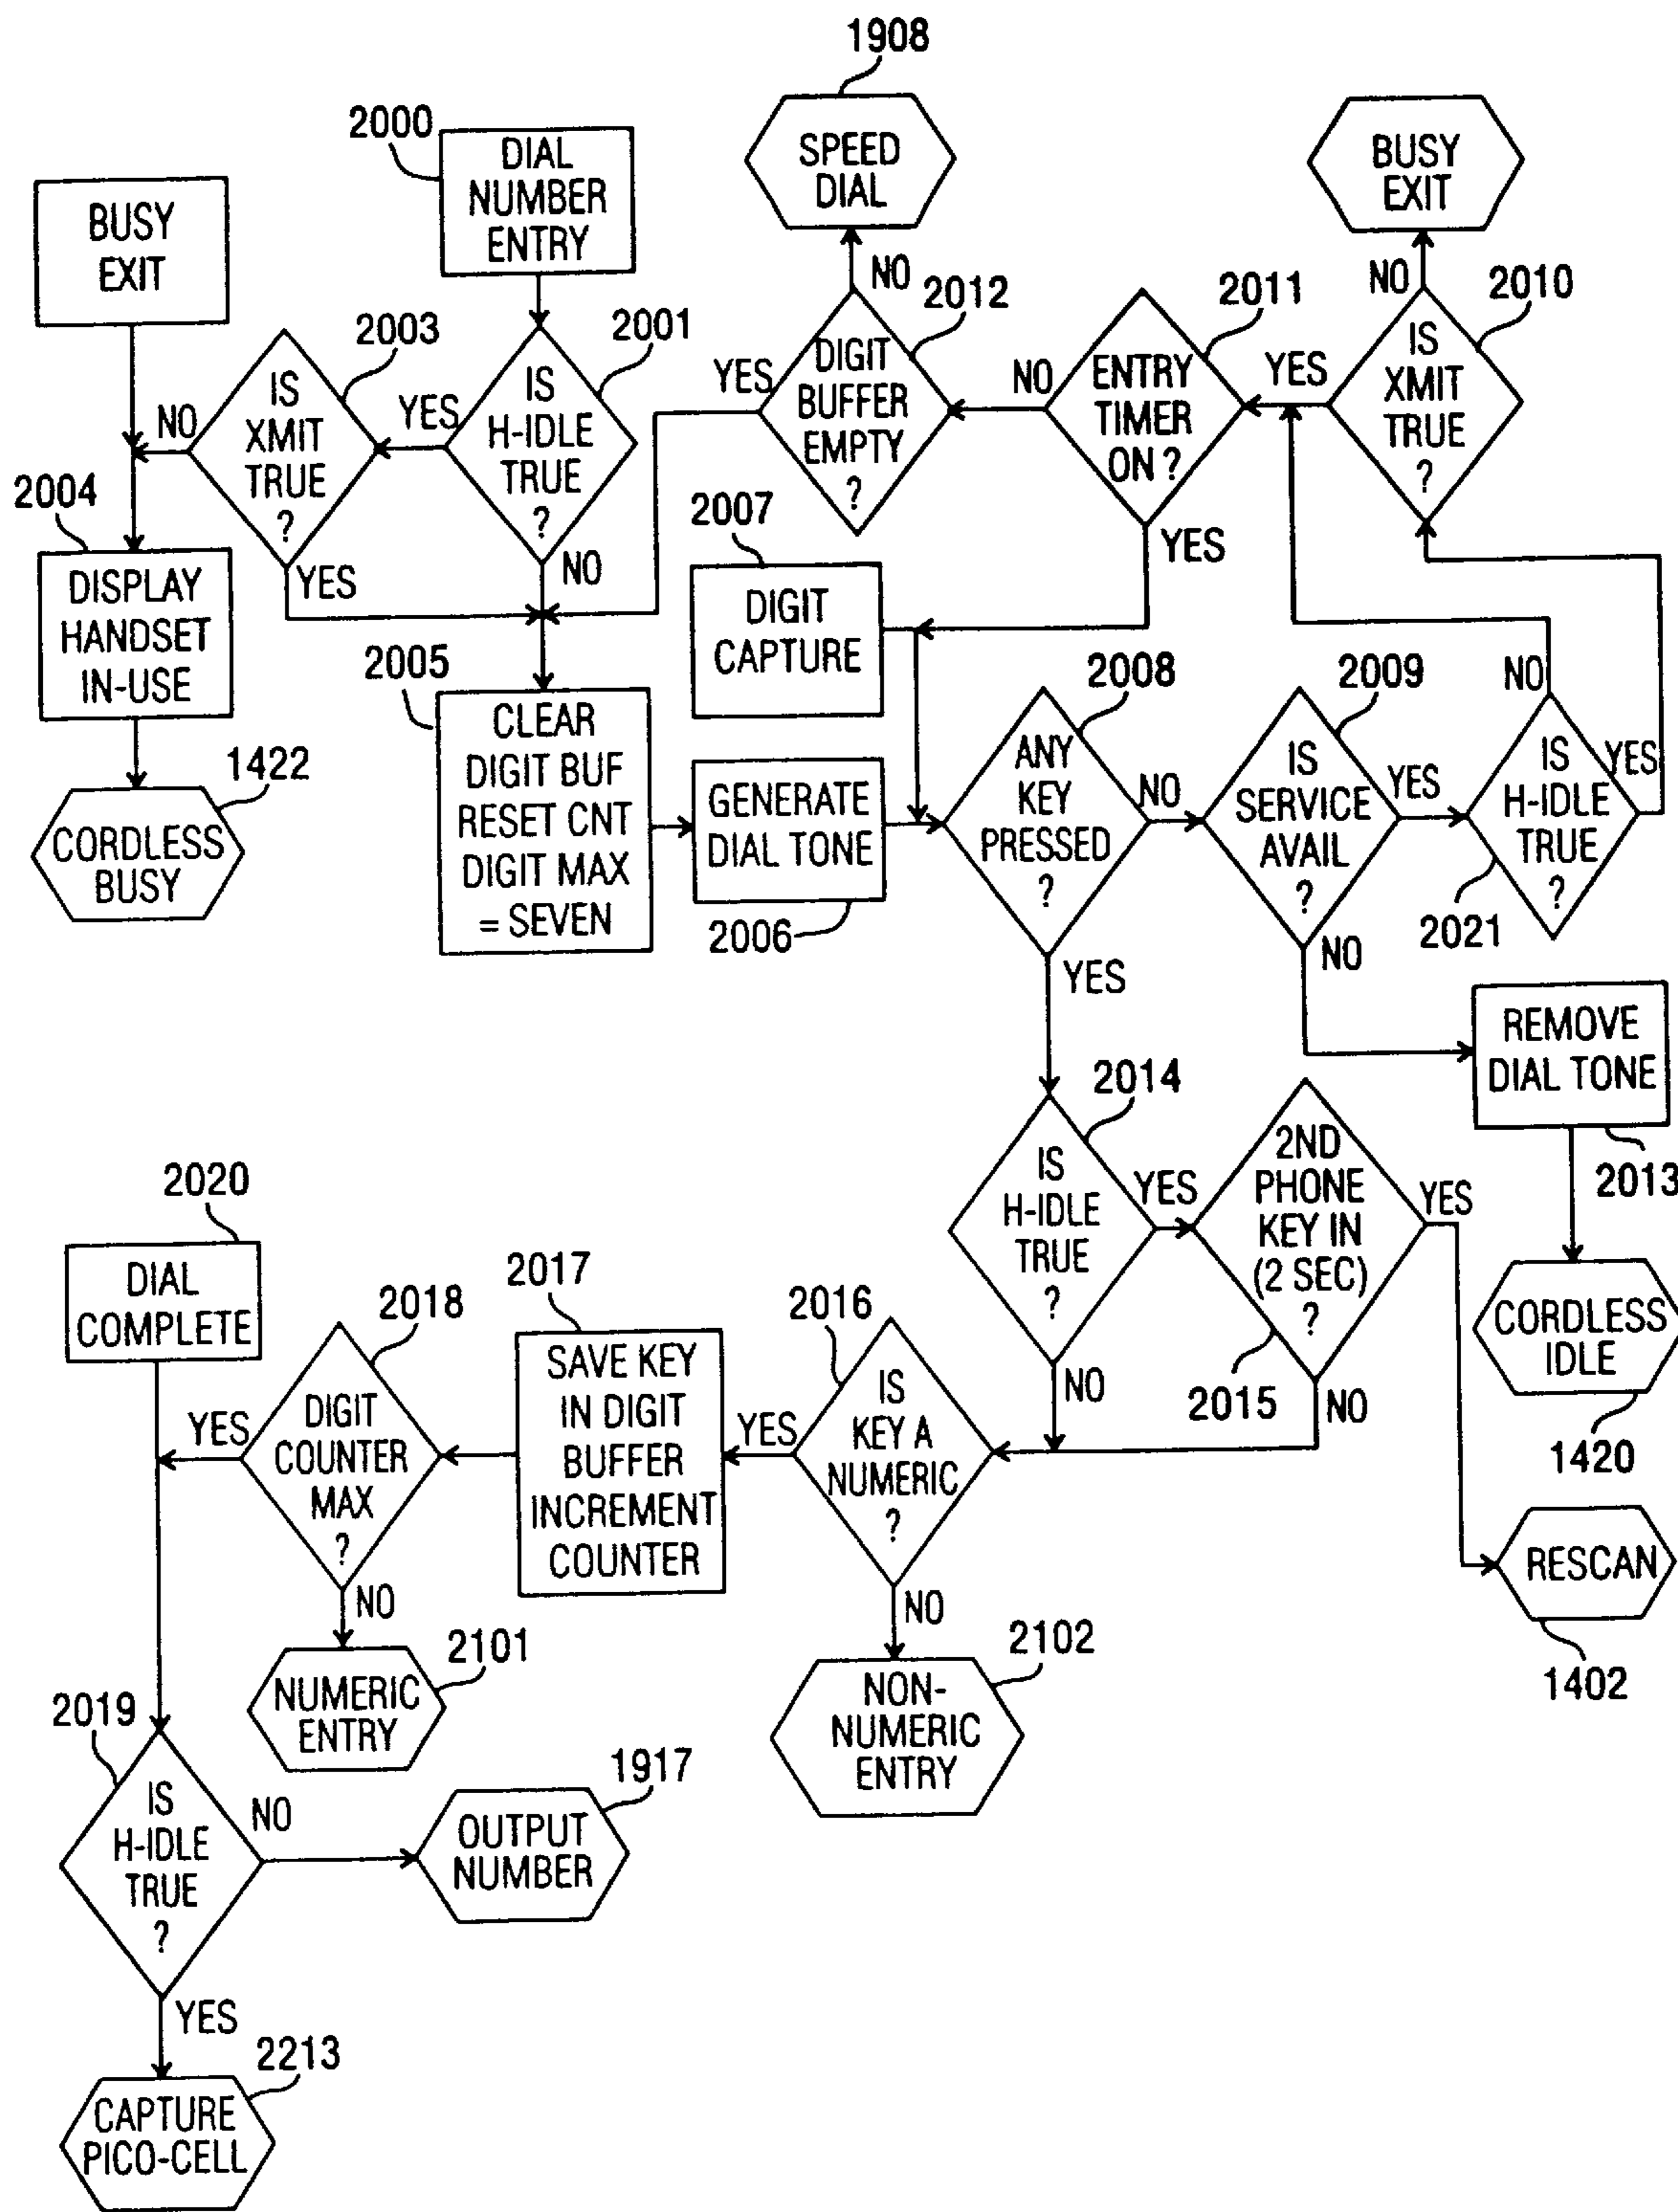 1908
2000
DIAL
NUMBER
ENTRY
SPEED
DIAL
BUSY
EXIT
BUSY
EXIT
NO
2012
2011
NO
2010
2003
2001
IS
XMIT
TRUE
?
YES
IS
H-IDLE
TRUE
?
NO
YES
DIGIT
BUFFER
EMPTY
?
NO
ENTRY
TIMER
ON ?
YES
IS
XMIT
TRUE
?
2004
YES
NO
2007
YES
DISPLAY
HANDSET
IN-USE
DIGIT
CAPTURE
2005
CLEAR
DIGIT BUF
RESET CNT
DIGIT MAX
= SEVEN
2008
2009
NO
1422
CORDLESS
BUSY
GENERATE
DIAL TONE
2006
ANY
KEY
PRESSED
?
NO
IS
SERVICE
AVAIL
?
YES
IS
H-IDLE
TRUE
?
YES
2021
YES
NO
REMOVE
DIAL TONE
2013
2014
IS
H-IDLE
TRUE
?
YES
2ND
PHONE
KEY IN
(2 SEC)
?
YES
2015
NO
NO
CORDLESS
IDLE
1420
2020
DIAL
COMPLETE
2018
2017
2016
YES
DIGIT
COUNTER
MAX
?
SAVE KEY
IN DIGIT
BUFFER
INCREMENT
COUNTER
YES
IS
KEY A
NUMERIC
?
RESCAN
1402
NO
NO
2101
NUMERIC
ENTRY
2102
NON-
NUMERIC
ENTRY
2019
IS
H-IDLE
TRUE
?
NO
1917
OUTPUT
NUMBER
YES
2213
CAPTURE
PICO-CELL